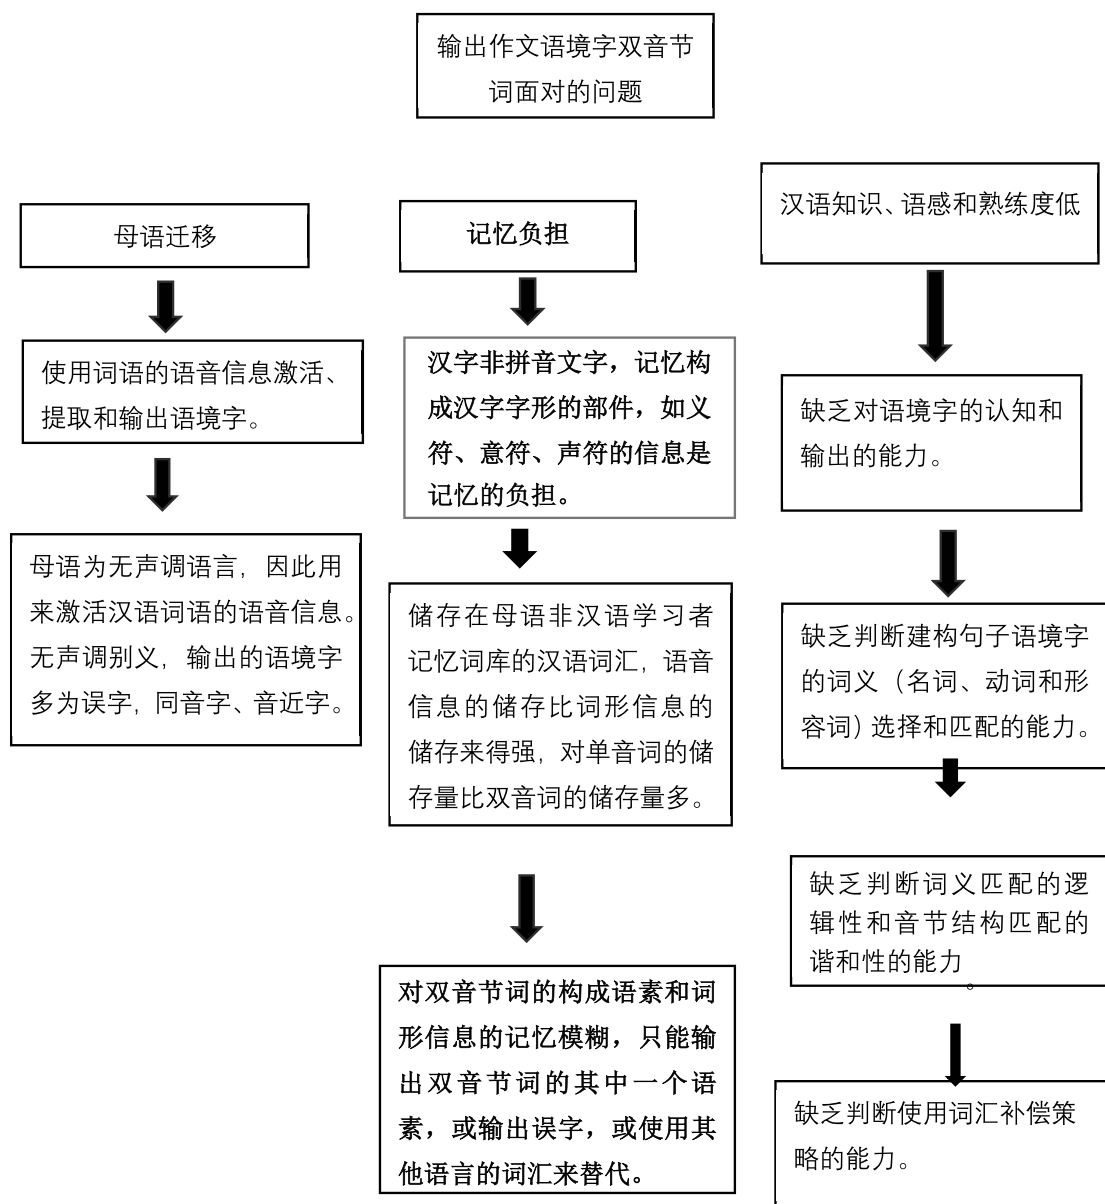 输出作文语境字双音节
词面对的问题
母语迁移
使用词语的语音信息激活、
提取和输出语境字。
母语为无声调语言，因此用
来激活汉语词语的语音信息。
无声调别义，输出的语境字
多为误字，同音字、音近字。
记忆负担
汉字非拼音文字，记忆构
成汉字字形的部件，如义
符、意符、声符的信息是
记忆的负担。
储存在母语非汉语学习者
记忆词库的汉语词汇，语音
信息的储存比词形信息的
储存来得强，对单音词的储
存量比双音词的储存量多。
对双音节词的构成语素和词
形信息的记忆模糊，只能输
出双音节词的其中一个语
素，或输出误字，或使用其
他语言的词汇来替代。
汉语知识、语感和熟练度低
缺乏对语境字的认知和
输出的能力。
缺乏判断建构句子语境字
的词义（名词、动词和形
容词）选择和匹配的能力。
缺乏判断词义匹配的逻
辑性和音节结构匹配的
谐和性的能力。
缺乏判断使用词汇补偿策
略的能力。